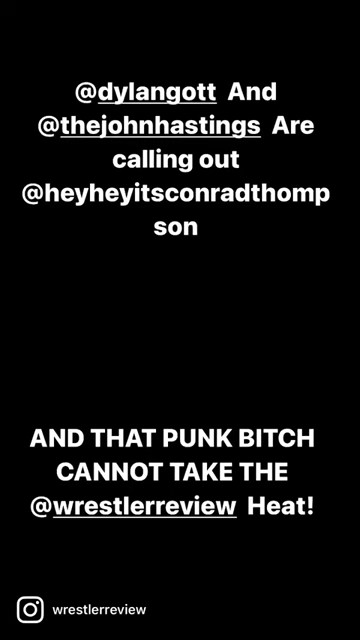 @dylangott And
@thejohnhastings Are
calling out
@heyheyitsconradthomp
son
AND THAT PUNK BITCH
CANNOT TAKE THE
@wrestlerreview Heat!
wrestlerreview